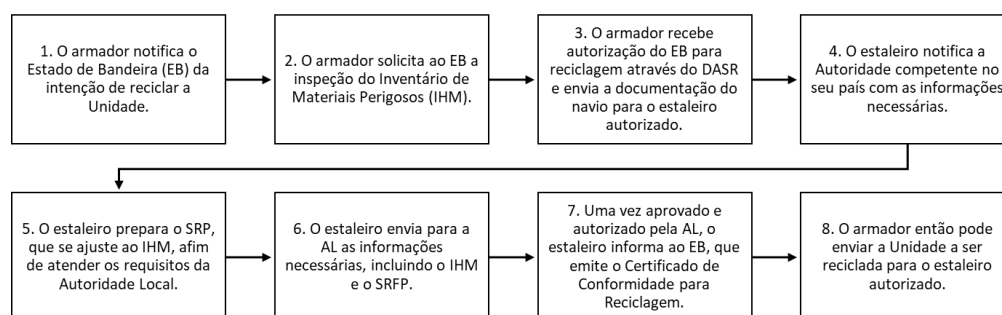 1. O armador notifica o
Estado de Bandeira (EB) da
intenção de reciclar a
Unidade.
2. O armador solicita ao EB a
inspeção do Inventário de
Materiais Perigosos (IHM).
3. O armador recebe
autorização do EB para
reciclagem através do DASR
e envia a documentação do
navio para o estaleiro
autorizado.
4. O estaleiro notifica a
Autoridade competente no
seu país com as informações
necessárias.
5. O estaleiro prepara o SRP,
que se ajuste ao IHM, afim
de atender os requisitos da
Autoridade Local.
6. O estaleiro envia para a
AL as informações
necessárias, incluindo o IHM
e o SRFP.
7. Uma vez aprovado e
autorizado pela AL, o
estaleiro informa ao EB, que
emite o Certificado de
Conformidade para
Reciclagem.
8. O armador então pode
enviar a Unidade a ser
reciclada para o estaleiro
autorizado.